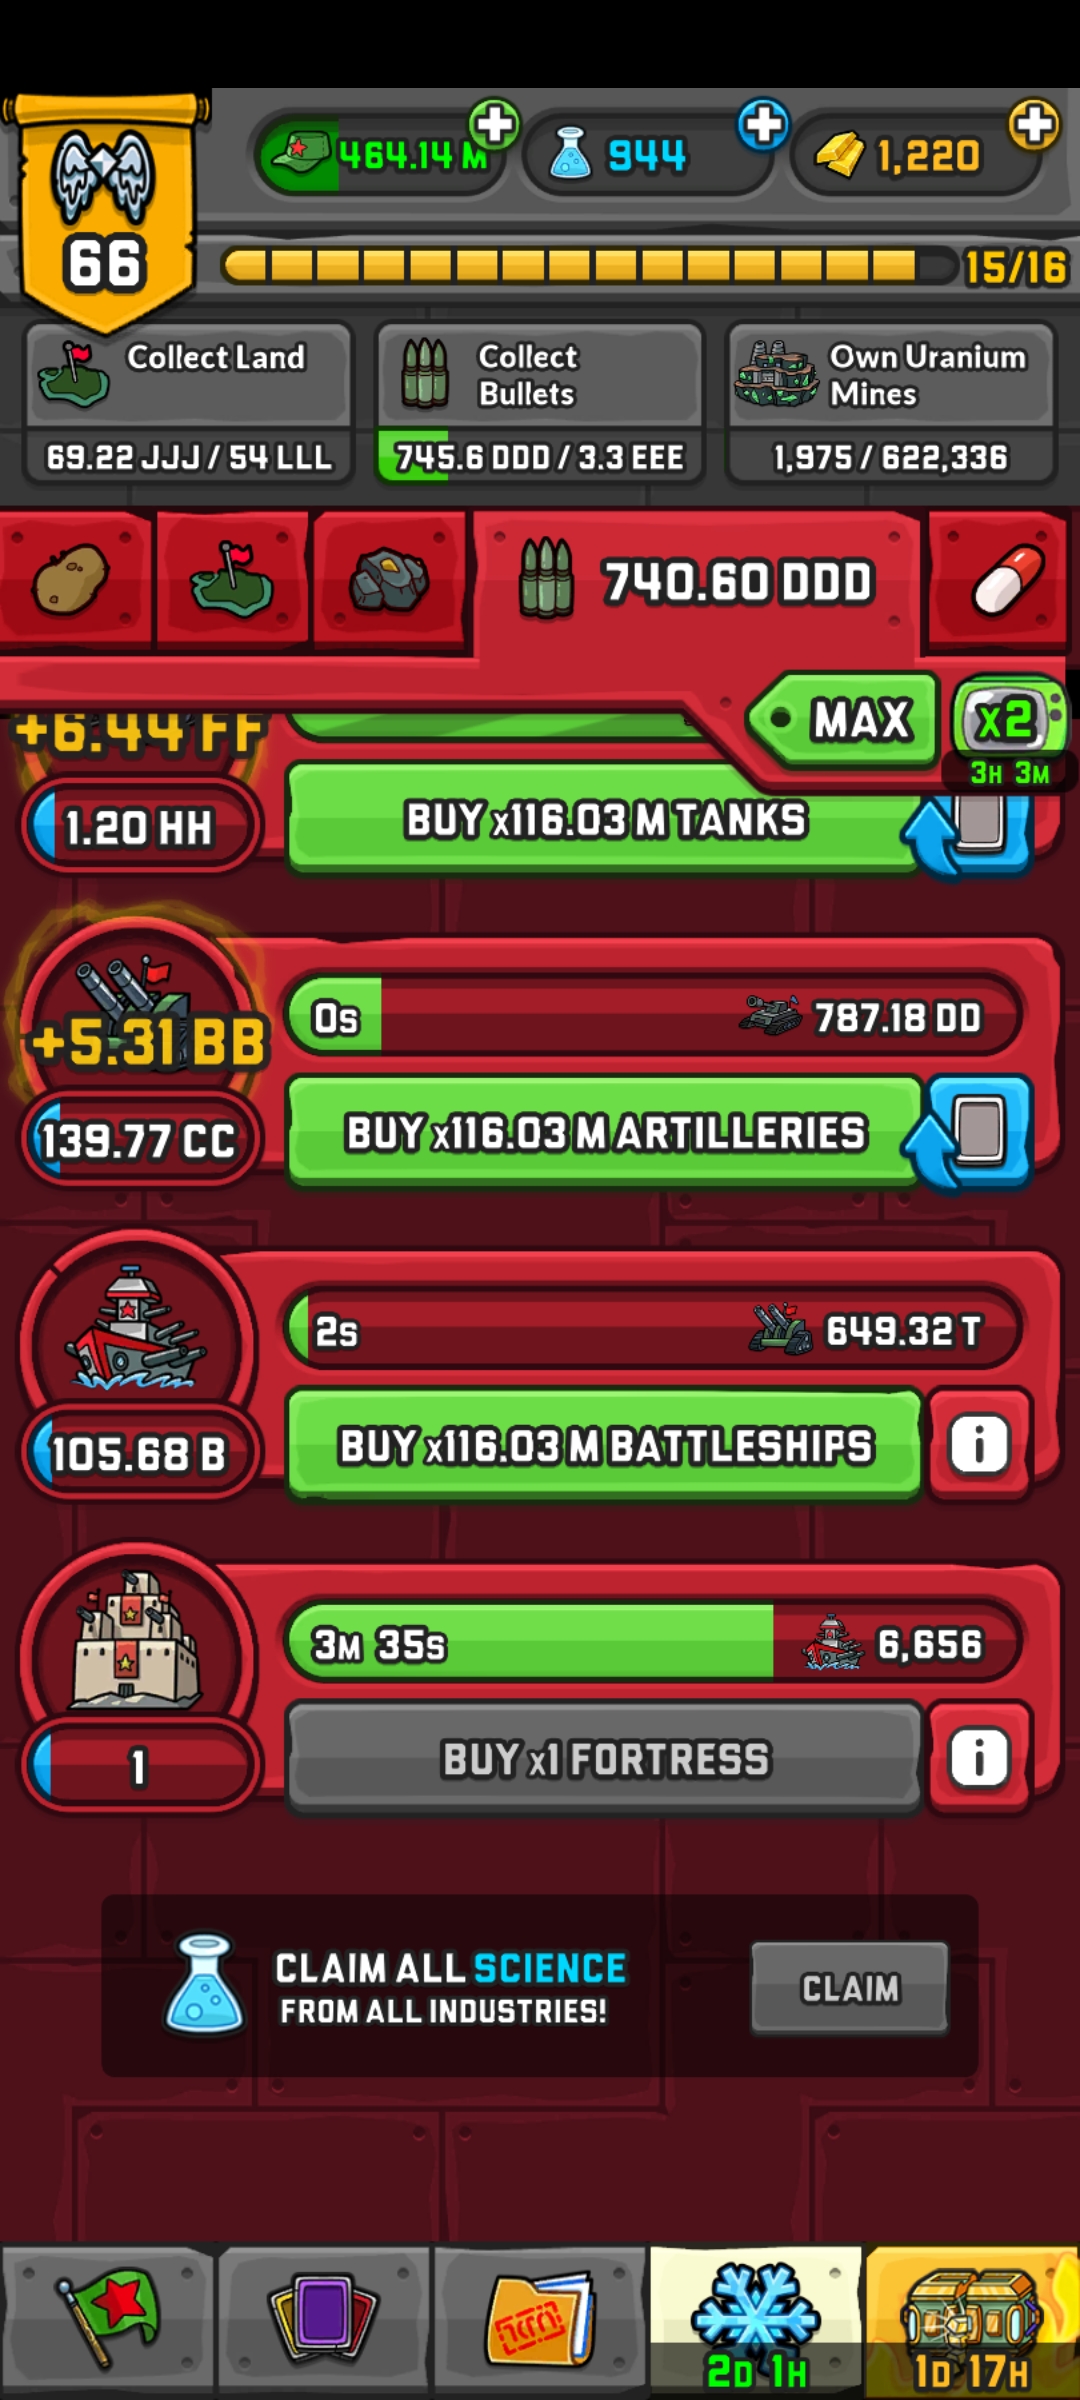 464.14 M
944
1,220
66
15/16
Collect Land
69.22 JJJ / 54 LLL
Collect
Bullets
745.6 DDD / 3.3 EEE
Own Uranium
Mines
1,975 / 622,336
740.60 DDD
MAX
x2
3H 3M
+6.44 FF
1.20 HH
BUY x116.03 M TANKS
+5.31 BB
0s
787.18 DD
139.77 CC
BUY x116.03 M ARTILLERIES
2s
649.32 T
105.68 B
BUY x116.03 M BATTLESHIPS
i
3M 35s
6,656
1
BUY x1 FORTRESS
i
CLAIM ALL SCIENCE
FROM ALL INDUSTRIES!
CLAIM
2D 1H
1D 17H